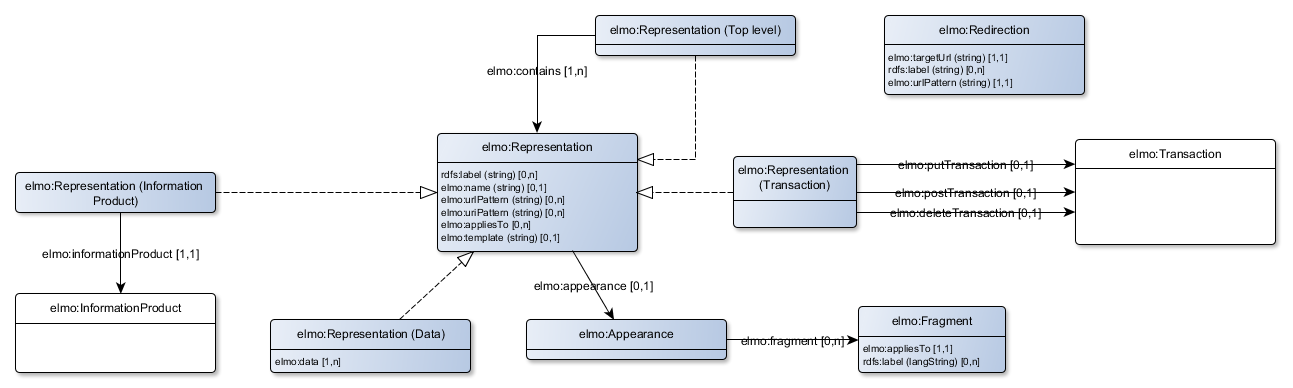 elmo:Representation (Top level)
elmo:Redirection
elmo:targetUrl (string) [1,1]
rdfs:label (string) [0,n]
elmo:urlPattern (string) [1,1]
elmo:contains [1,n]
elmo:Representation
rdfs:label (string) [0,n]
elmo:name (string) [0,1]
elmo:urlPattern (string) [0,n]
elmo:uriPattern (string) [0,n]
elmo:appliesTo [0,n]
elmo:template (string) [0,1]
elmo:Representation
(Transaction)
elmo:putTransaction [0,1]
elmo:postTransaction [0,1]
elmo:deleteTransaction [0,1]
elmo:Transaction
elmo:Representation (Information
Product)
elmo:informationProduct [1,1]
elmo:InformationProduct
elmo:appearance [0,1]
elmo:Representation (Data)
elmo:data [1,n]
elmo:Appearance
elmo:fragment [0,n]
elmo:Fragment
elmo:appliesTo [1,1]
rdfs:label (langString) [0,n]